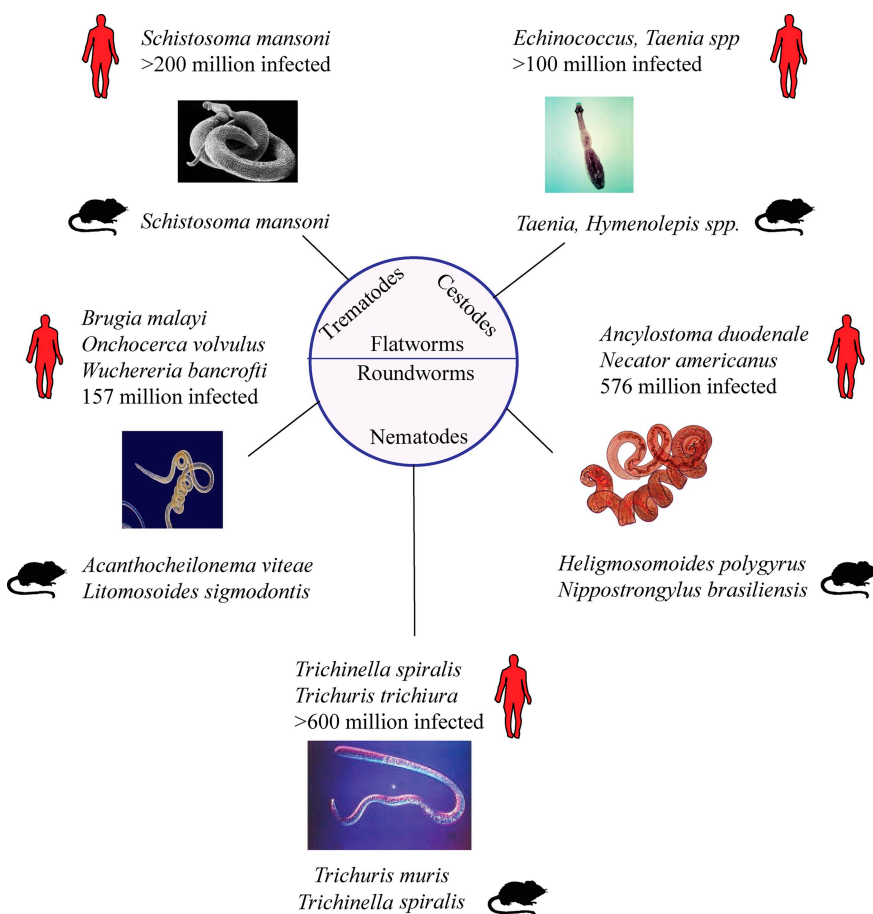 Schistosoma mansoni
>200 million infected
Schistosoma mansoni
Echinococcus, Taenia spp
>100 million infected
Taenia, Hymenolepis spp.
Trematodes
Cestodes
Flatworms
Roundworms
Nematodes
Brugia malayi
Onchocerca volvulus
Wuchereria bancrofti
157 million infected
Acanthocheilonema viteae
Litomosoides sigmodontis
Ancylostoma duodenale
Necator americanus
576 million infected
Heligmosomoides polygyrus
Nippostrongylus brasiliensis
Trichinella spiralis
Trichuris trichiura
>600 million infected
Trichuris muris
Trichinella spiralis